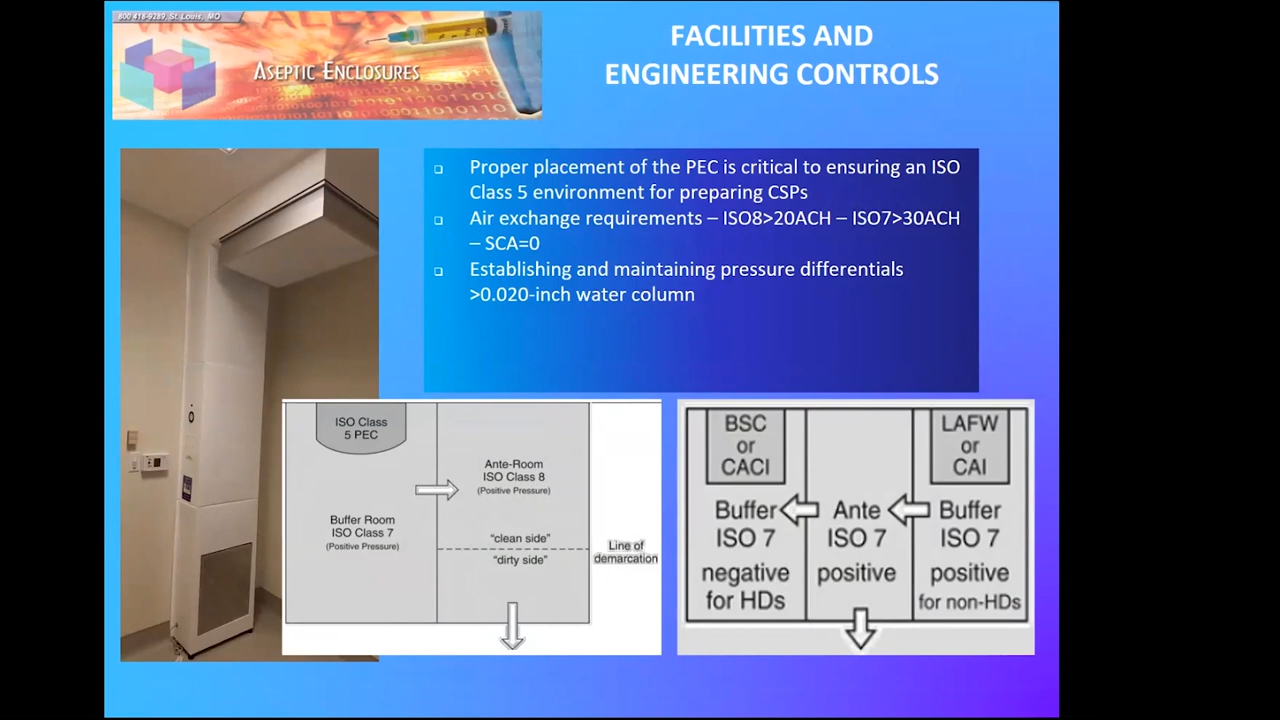 800 418-9289, St. Louis, MO
VIRUS ALERT
ASEPTIC ENCLOSURES
FACILITIES AND
ENGINEERING CONTROLS
Proper placement of the PEC is critical to ensuring an ISO
Class 5 environment for preparing CSPs
Air exchange requirements – ISO8>20ACH – ISO7>30ACH
– SCA=0
Establishing and maintaining pressure differentials
>0.020-inch water column
ISO Class
5 PEC
Buffer Room
ISO Class 7
(Positive Pressure)
Ante-Room
ISO Class 8
(Positive Pressure)
"clean side"
"dirty side"
Line of
demarcation
BSC
or
CACI
Buffer
ISO 7
negative
for HDs
Ante
ISO 7
positive
LAFW
or
CAI
Buffer
ISO 7
positive
for non-HDs